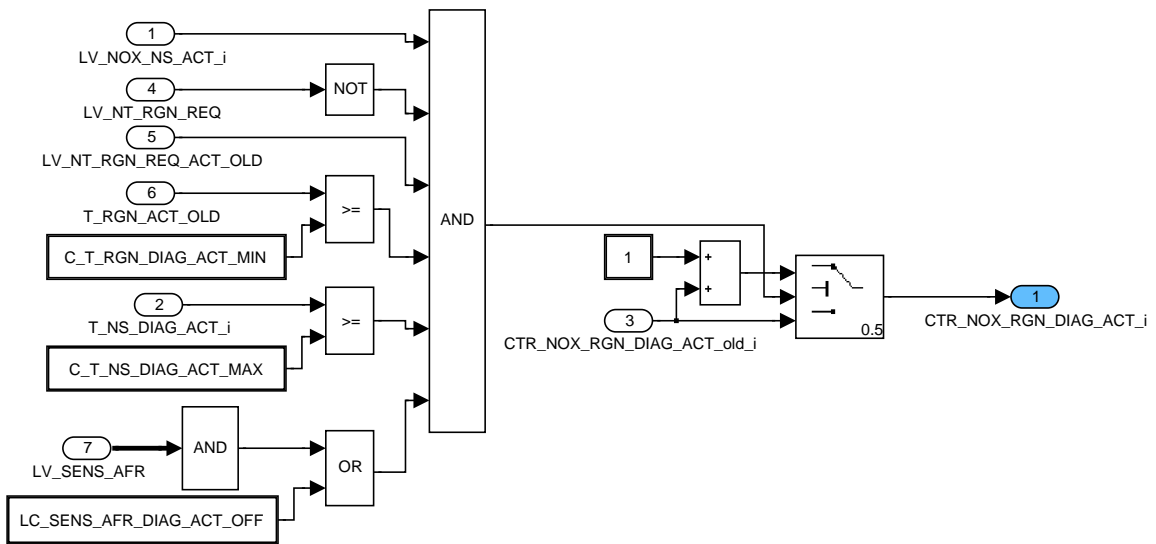 1
LV_NOX_NS_ACT_i
4
LV_NT_RGN_REQ
NOT
5
LV_NT_RGN_REQ_ACT_OLD
6
T_RGN_ACT_OLD
>=
C_T_RGN_DIAG_ACT_MIN
2
T_NS_DIAG_ACT_i
>=
C_T_NS_DIAG_ACT_MAX
7
LV_SENS_AFR
AND
OR
LC_SENS_AFR_DIAG_ACT_OFF
AND
1
+
+
3
CTR_NOX_RGN_DIAG_ACT_old_i
0.5
1
CTR_NOX_RGN_DIAG_ACT_i